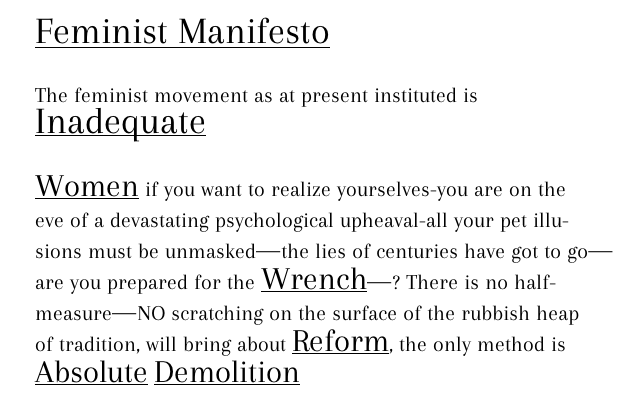 Feminist Manifesto
The feminist movement as at present instituted is
Inadequate
Women if you want to realize yourselves-you are on the
eve of a devastating psychological upheaval-all your pet illu-
sions must be unmasked—the lies of centuries have got to go—
are you prepared for the Wrench—? There is no half-
measure—NO scratching on the surface of the rubbish heap
of tradition, will bring about Reform, the only method is
Absolute Demolition